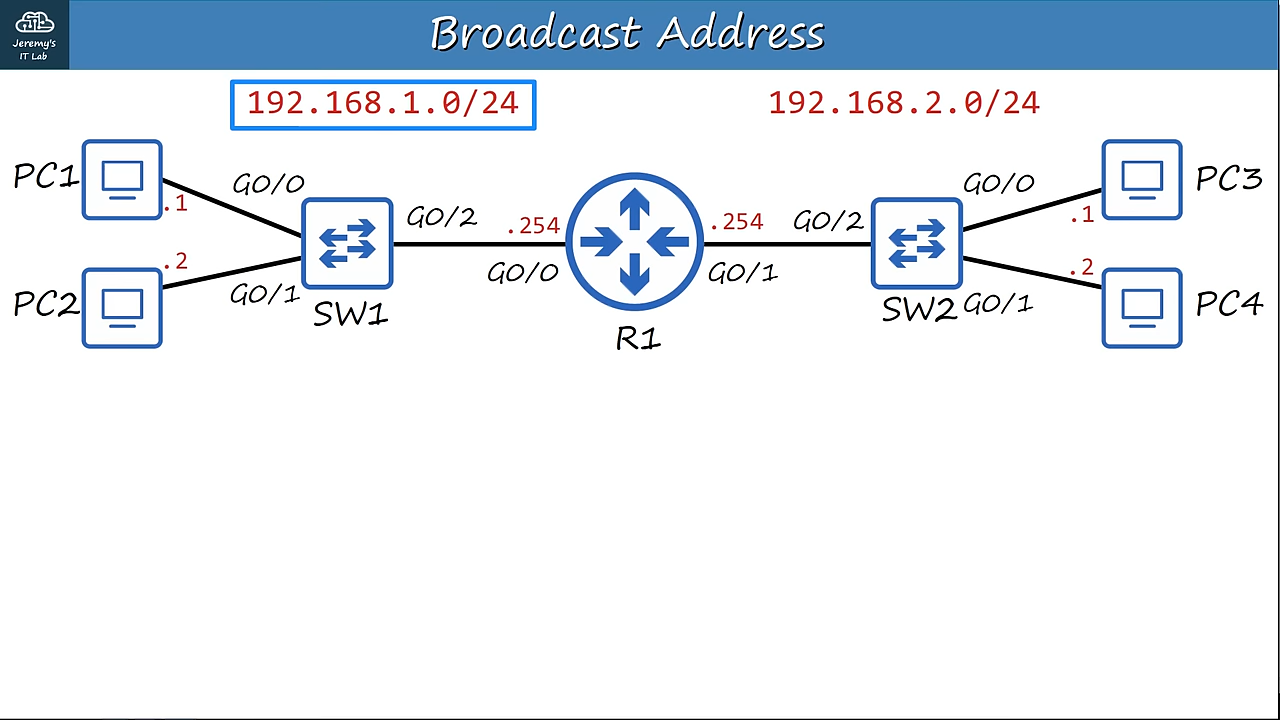 Jeremy's
IT Lab
Broadcast Address
192.168.1.0/24
192.168.2.0/24
PC1
.1
G0/0
PC2
.2
G0/1
SW1
G0/2
.254
G0/0
R1
.254
G0/1
G0/2
SW2
G0/0
.1
PC3
G0/1
.2
PC4